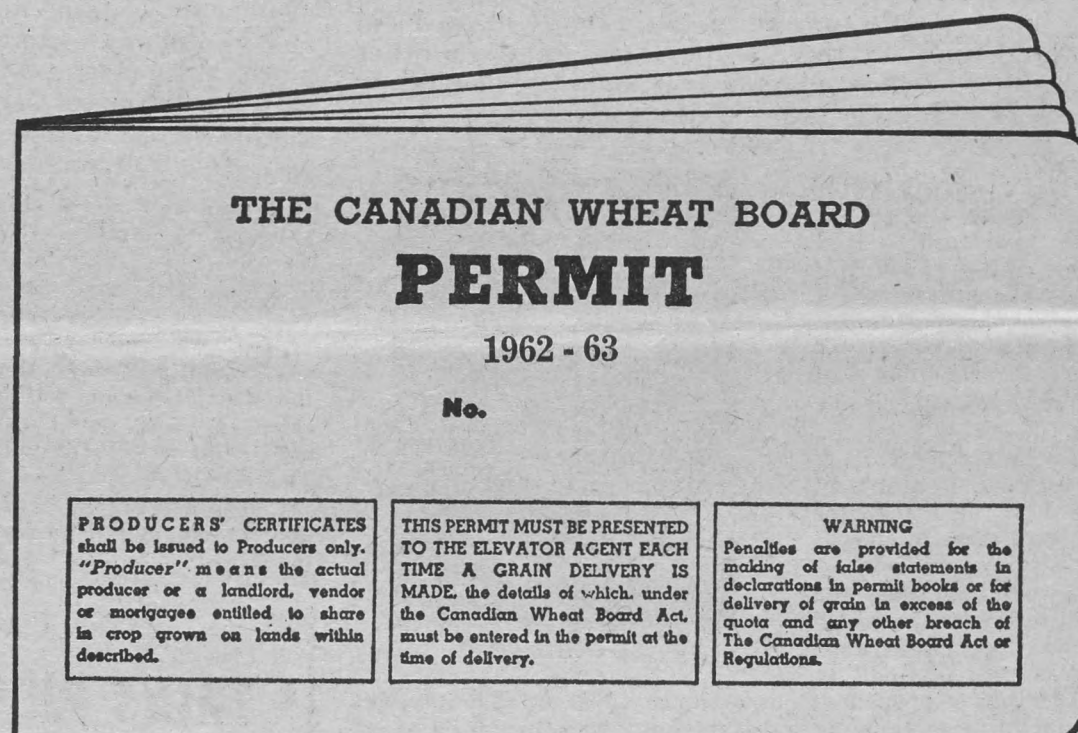 THE CANADIAN WHEAT BOARD
PERMIT
1962 - 63
No.
PRODUCERS' CERTIFICATES
shall be issued to Producers only.
"Producer" means the actual
producer or a landlord, vendor
or mortgagee entitled to share
in crop grown on lands within
described.
THIS PERMIT MUST BE PRESENTED
TO THE ELEVATOR AGENT EACH
TIME A GRAIN DELIVERY IS
MADE, the details of which, under
the Canadian Wheat Board Act,
must be entered in the permit at the
time of delivery.
WARNING
Penalties are provided for the
making of false statements in
declarations in permit books or for
delivery of grain in excess of the
quota and any other breach of
The Canadian Wheat Board Act or
Regulations.